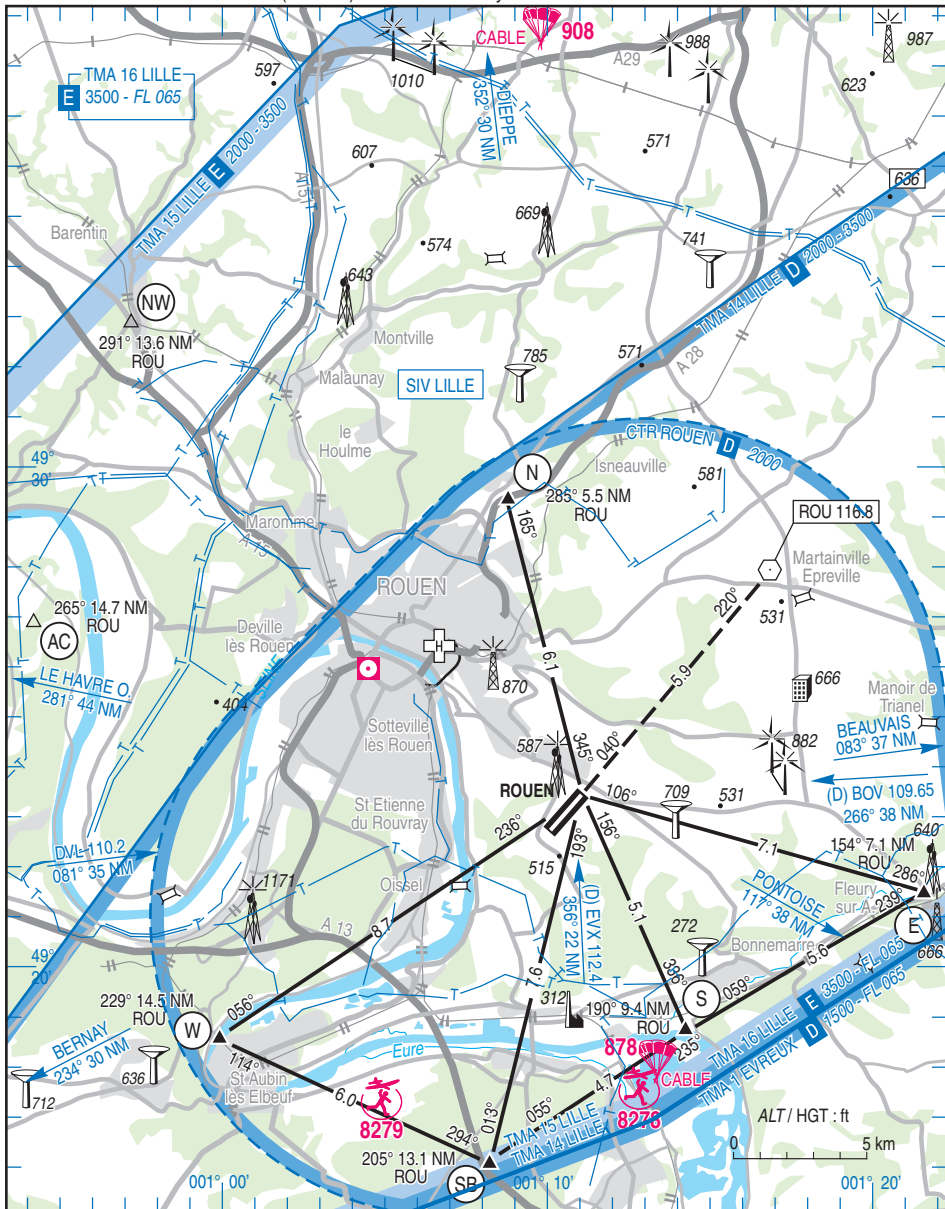 CABLE 908
988
987
A29
TMA 16 LILLE
E 3500 - FL 065
597
1010
623
DIEPPE
352° 30 NM
571
607
TMA 15 LILLE E 2000 - 3500
A 151
636
669
Barentin
574
741
TMA 14 LILLE D 2000 - 3500
643
NW
291° 13.6 NM
ROU
Montville
785
571
A 28
Malaunay
SIV LILLE
le
Houlme
CTR ROUEN D 2000
49°
30'
N
Isneauville
285° 5.5 NM
ROU
581
165°
ROU 116.8
Maromme
A 15
Martainville
Epreville
ROUEN
220°
531
265° 14.7 NM
ROU
AC
Deville
lès Rouen
SEINE
H
6.1
5.9
870
666
LE HAVRE O.
281° 44 NM
404
Manoir de
Trianel
Sotteville
lès Rouen
BEAUVAIS
083° 37 NM
882
587
345°
040°
ROUEN
106°
709
531
(D) BOV 109.65
266° 38 NM
St Etienne
du Rouvray
236°
156°
193°
640
DVL 110.2
081° 35 NM
515
7.1
154° 7.1 NM
ROU
286°
Oissel
1171
8.7
(D) EVX 112.4
356° 22 NM
5.1
PONTOISE
117° 38 NM
Fleury
sur A.
239°
E
A 13
272
Bonnemarre
666
49°
20'
7.6
386°
5.6
229° 14.5 NM
ROU
W
056°
312
190° 9.4 NM
ROU
S
059°
TMA 16 LILLE E 3500 - FL 065
TMA 1 EVREUX D 1500 - FL 065
BERNAY
234° 30 NM
114°
Eure
878
235°
CABLE
636
712
St Aubin
lès Elbeuf
6.0
8279
4.7
8278
013°
055°
ALT / HGT : ft
294°
TMA 15 LILLE
TMA 14 LILLE
0 5 km
205° 13.1 NM
ROU
SB
001° 00'
001° 10'
001° 20'